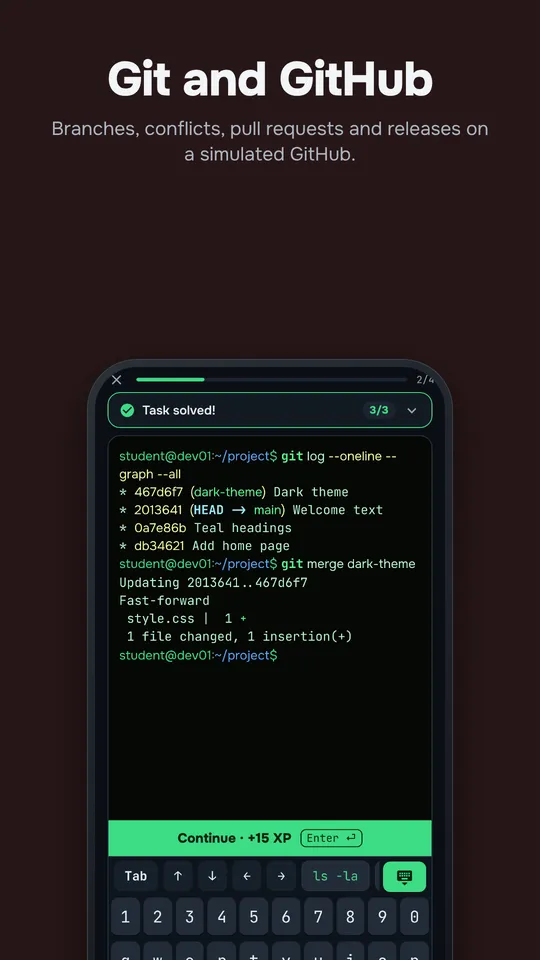 Git and GitHub
Branches, conflicts, pull requests and releases on
a simulated GitHub.
2/4
Task solved!
3/3
student@dev01:~/project$ git log --oneline --
graph --all
* 467d6f7 (dark-theme) Dark theme
* 2013641 (HEAD -> main) Welcome text
* 0a7e86b Teal headings
* db34621 Add home page
student@dev01:~/project$ git merge dark-theme
Updating 2013641..467d6f7
Fast-forward
style.css | 1 +
1 file changed, 1 insertion(+)
student@dev01:~/project$
Continue · +15 XP Enter ⏎
Tab ↑ ↓ ← → ls -la
1 2 3 4 5 6 7 8 9 0